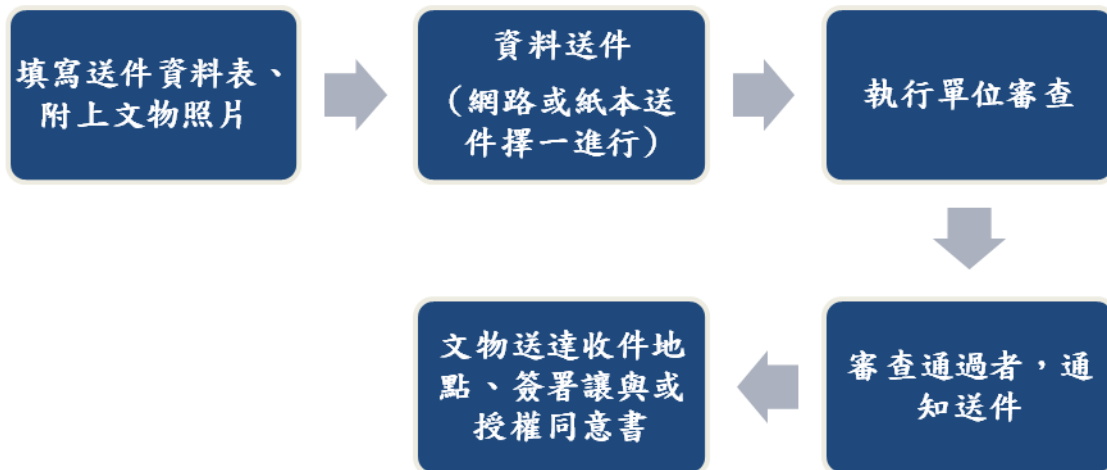 填寫送件資料表、
附上文物照片
資料送件
（網路或紙本送
件擇一進行）
執行單位審查
審查通過者，通
知送件
文物送達收件地
點、簽署讓與或
授權同意書